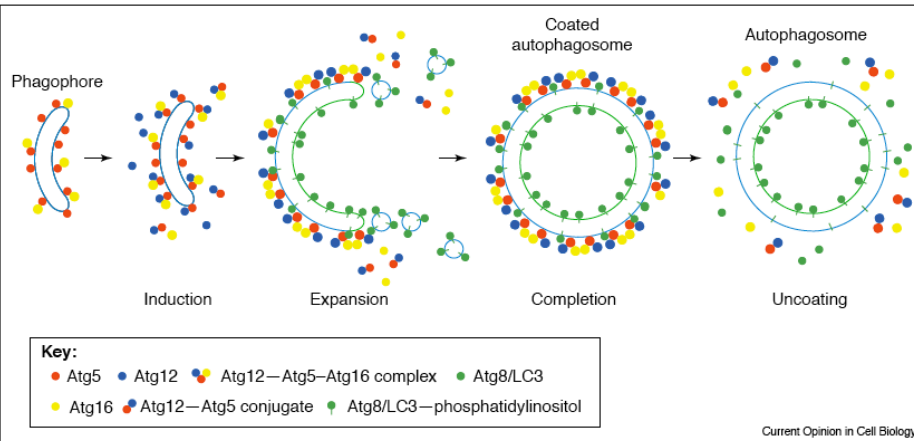 Phagophore
Coated
autophagosome
Autophagosome
Induction
Expansion
Completion
Uncoating
Key:
Atg5 Atg12 Atg12—Atg5–Atg16 complex Atg8/LC3
Atg16 Atg12—Atg5 conjugate Atg8/LC3—phosphatidylinositol
Current Opinion in Cell Biology